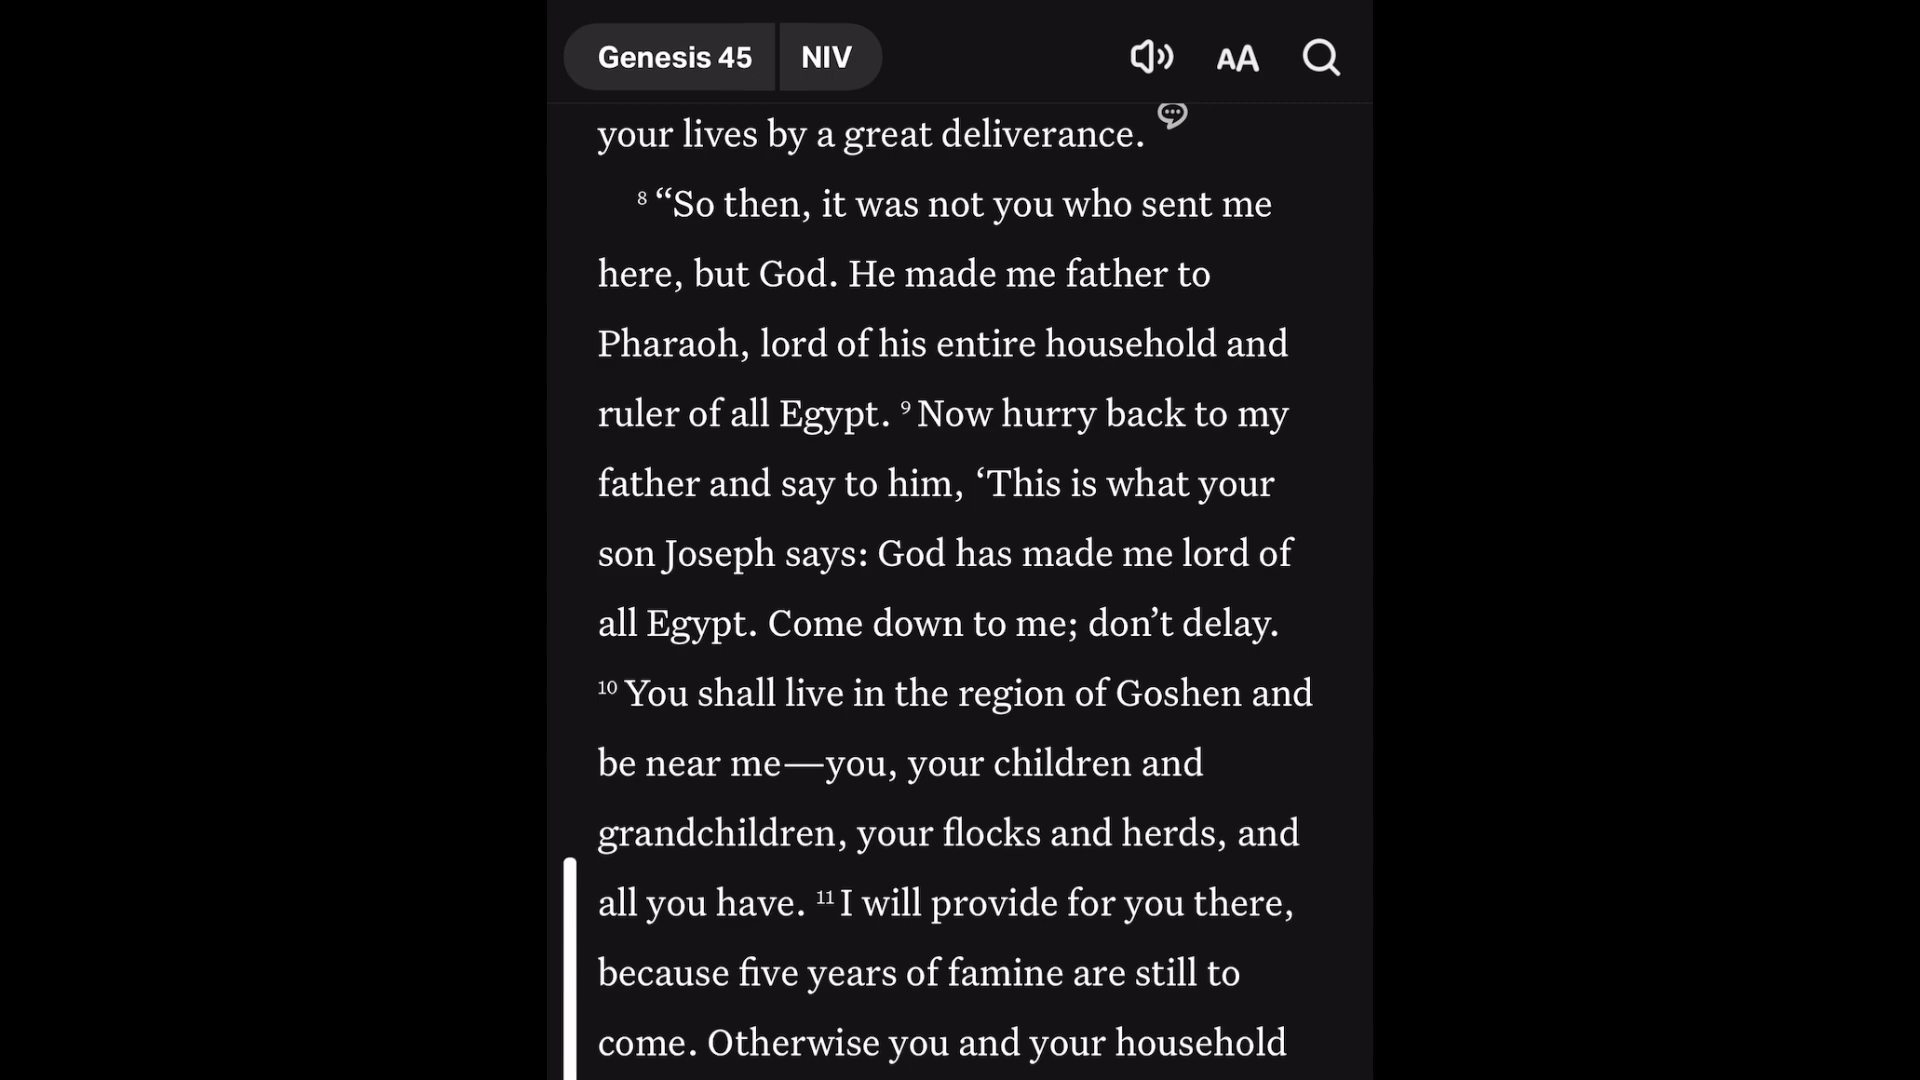 Genesis 45 NIV AA
your lives by a great deliverance.
8 “So then, it was not you who sent me
here, but God. He made me father to
Pharaoh, lord of his entire household and
ruler of all Egypt. 9 Now hurry back to my
father and say to him, ‘This is what your
son Joseph says: God has made me lord of
all Egypt. Come down to me; don’t delay.
10 You shall live in the region of Goshen and
be near me—you, your children and
grandchildren, your flocks and herds, and
all you have. 11 I will provide for you there,
because five years of famine are still to
come. Otherwise you and your household